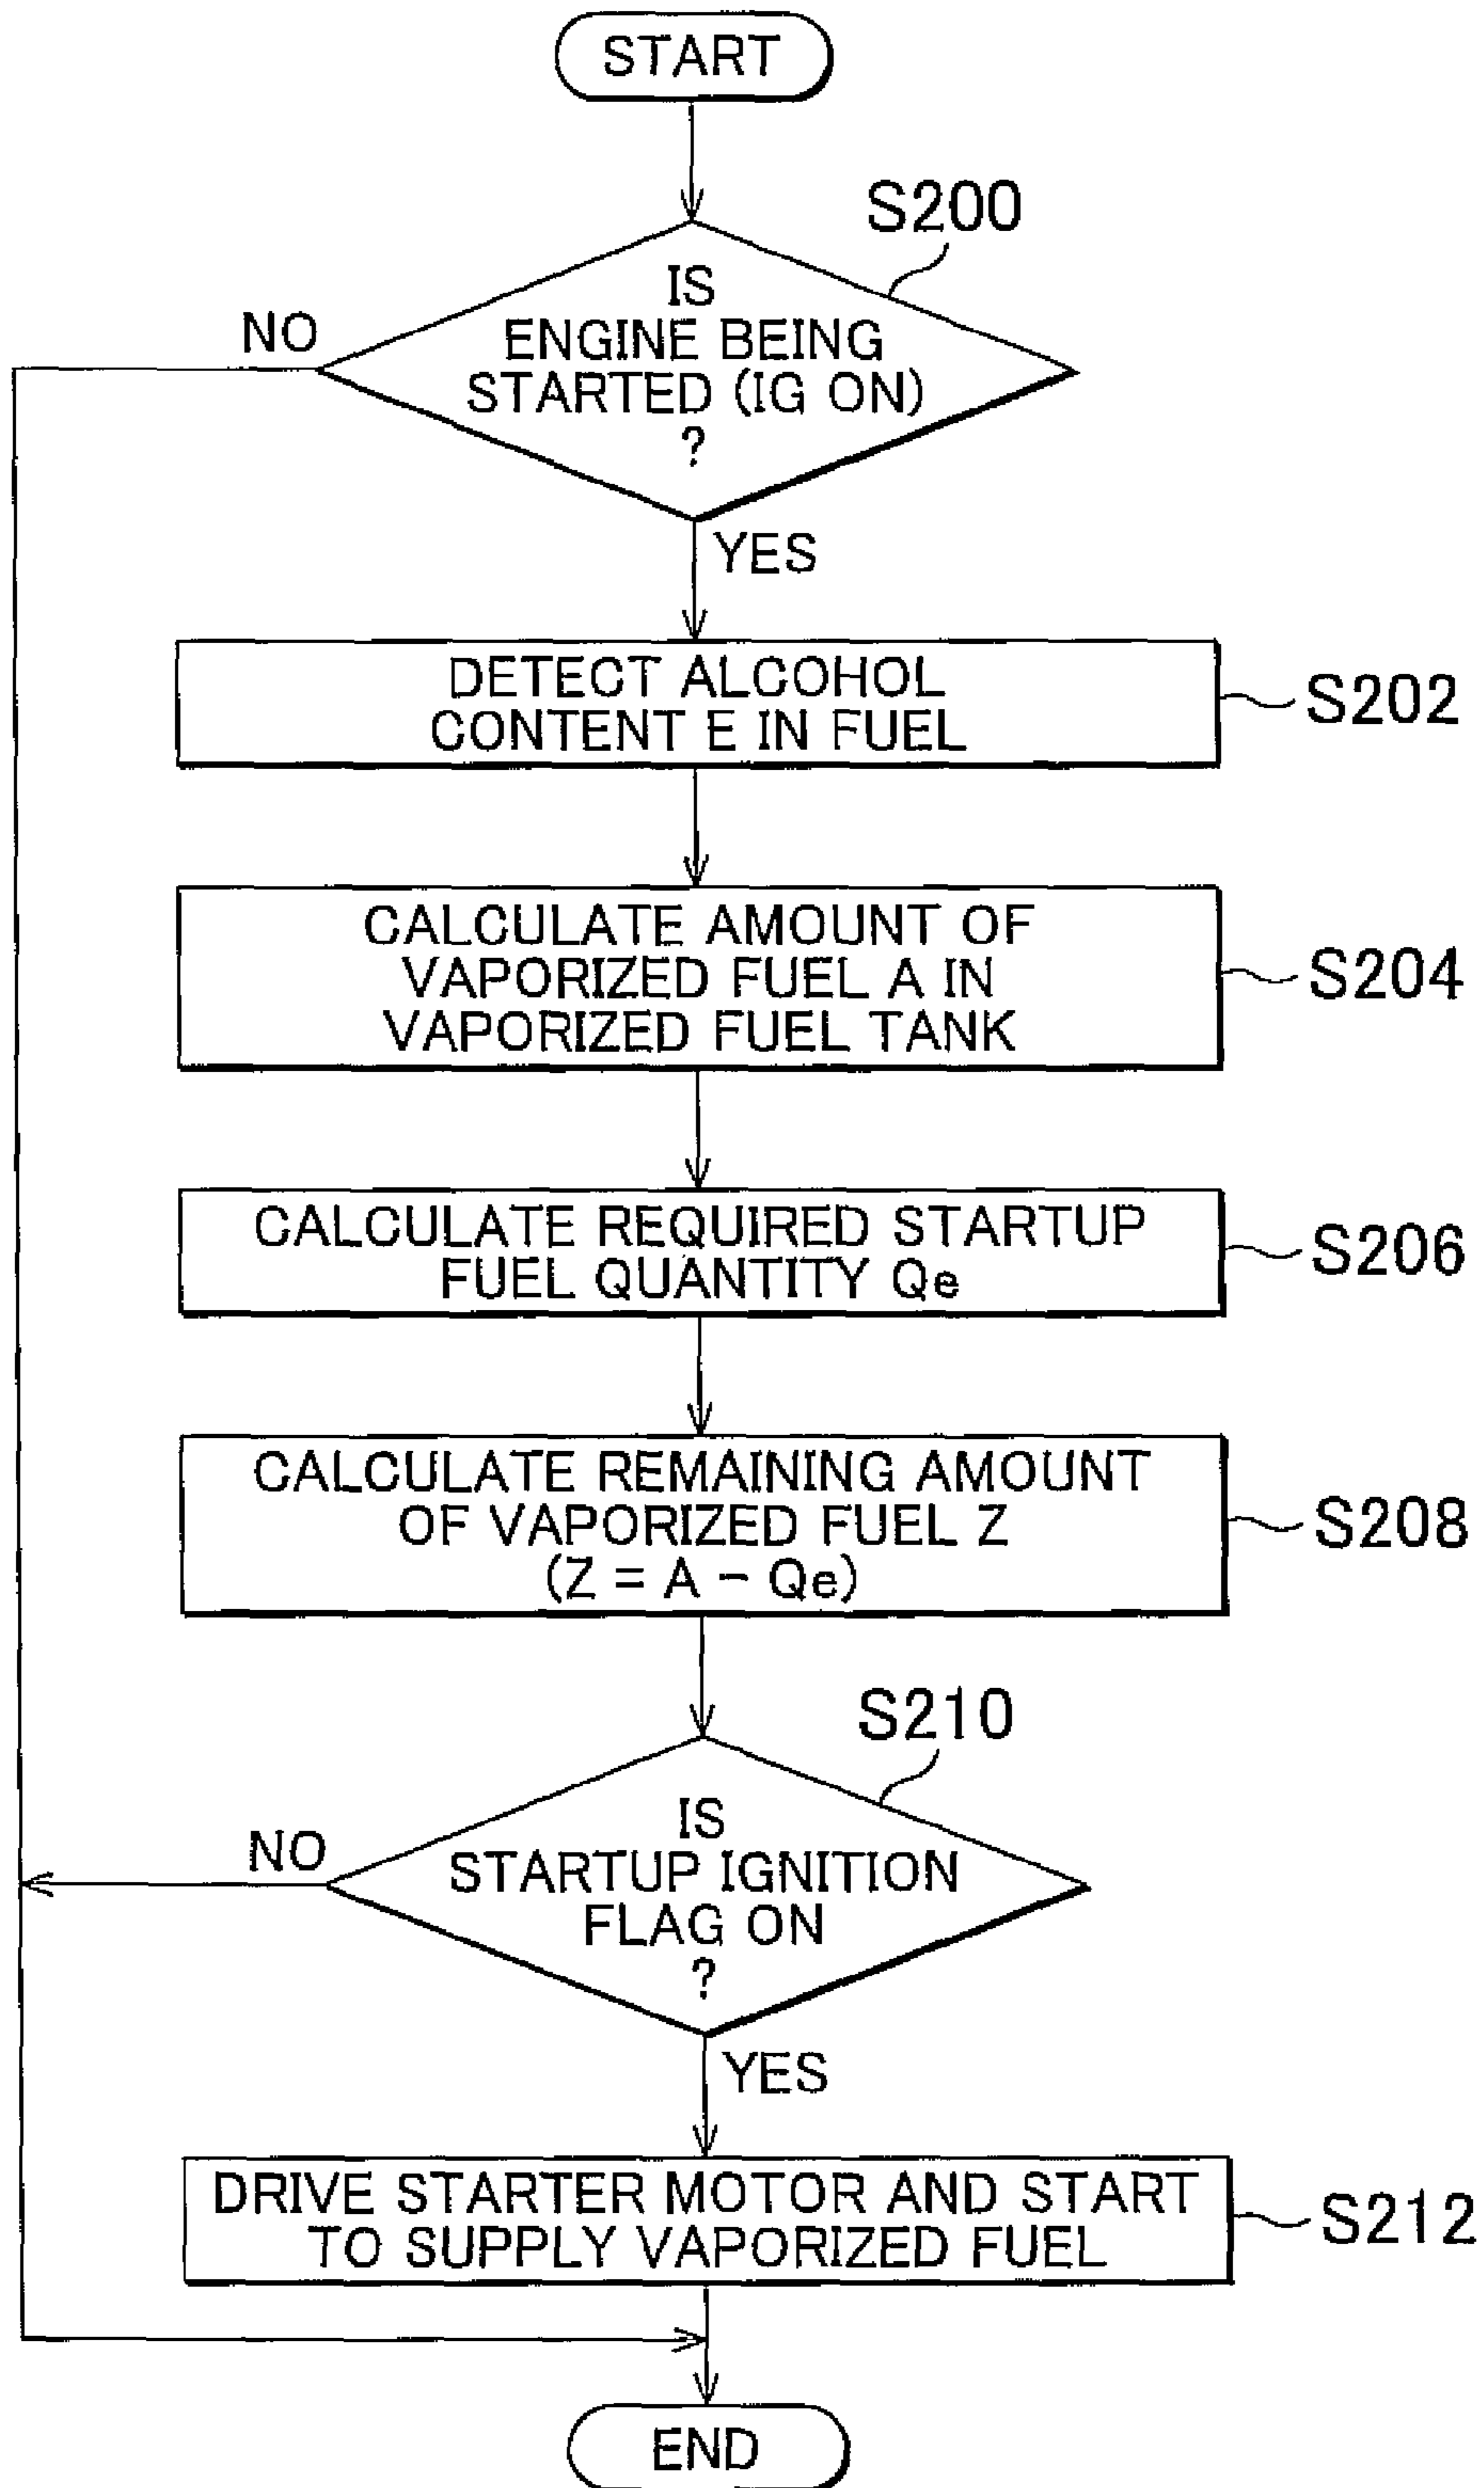 START
S200
IS
ENGINE BEING
STARTED (IG ON)
?
NO
YES
DETECT ALCOHOL
CONTENT E IN FUEL
S202
CALCULATE AMOUNT OF
VAPORIZED FUEL A IN
VAPORIZED FUEL TANK
S204
CALCULATE REQUIRED STARTUP
FUEL QUANTITY Qe
S206
CALCULATE REMAINING AMOUNT
OF VAPORIZED FUEL Z
(Z = A - Qe)
S208
S210
IS
STARTUP IGNITION
FLAG ON
?
NO
YES
DRIVE STARTER MOTOR AND START
TO SUPPLY VAPORIZED FUEL
S212
END